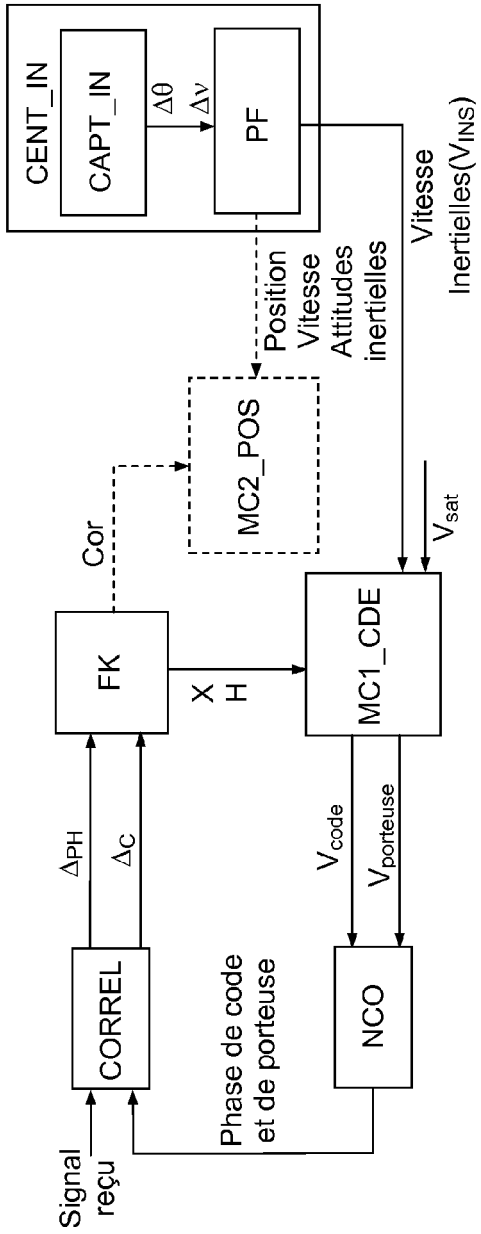 Signal
reçu
CORREL
Δ_PH
Δ_C
FK
Cor
X
H
MC2_POS
CENT_IN
CAPT_IN
Δθ
Δν
PF
Position
Vitesse
Attitudes
inertielles
Vitesse
Inertielles(V_INS)
V_sat
MC1_CDE
V_code
V_porteuse
NCO
Phase de code
et de porteuse